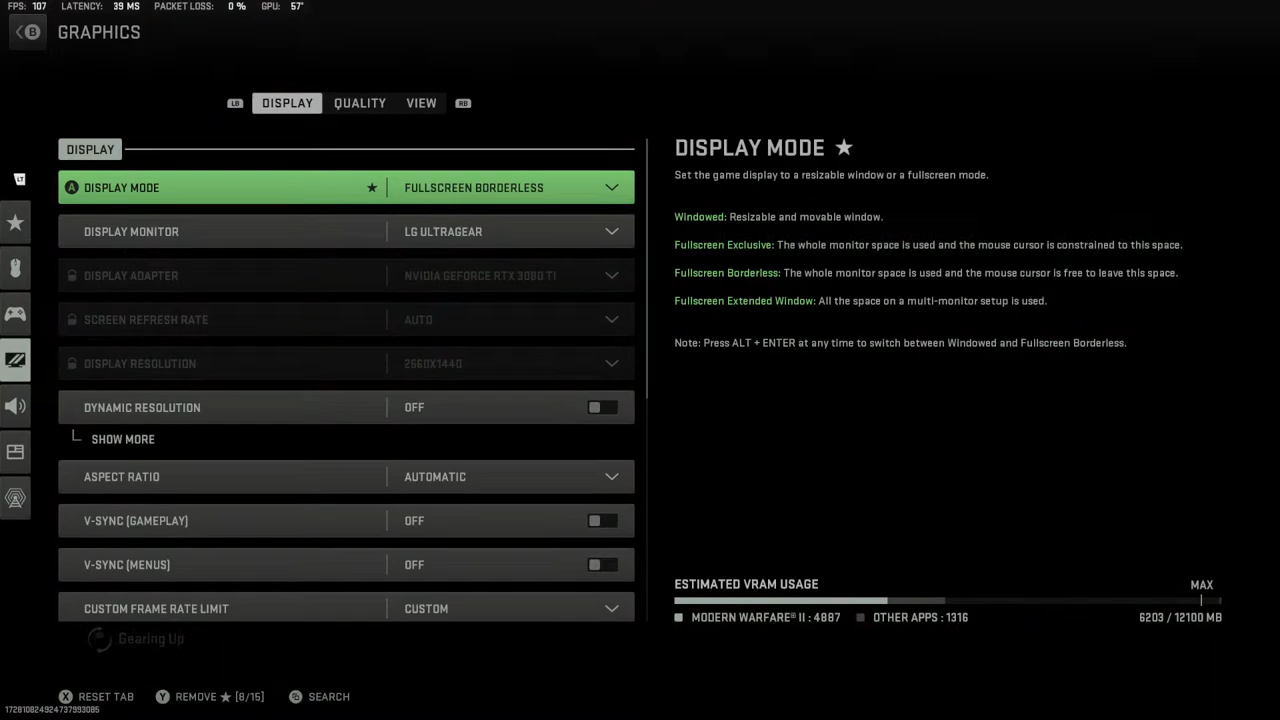 FPS: 107 LATENCY: 39 MS PACKET LOSS: 0 % GPU: 57°
B GRAPHICS
LB DISPLAY QUALITY VIEW RB
DISPLAY
LT
A DISPLAY MODE ★ FULLSCREEN BORDERLESS
DISPLAY MONITOR LG ULTRAGEAR
DISPLAY ADAPTER NVIDIA GEFORCE RTX 3080 TI
SCREEN REFRESH RATE AUTO
DISPLAY RESOLUTION 2560X1440
DYNAMIC RESOLUTION OFF
SHOW MORE
ASPECT RATIO AUTOMATIC
V-SYNC (GAMEPLAY) OFF
V-SYNC (MENUS) OFF
CUSTOM FRAME RATE LIMIT CUSTOM
Gearing Up
DISPLAY MODE ★
Set the game display to a resizable window or a fullscreen mode.
Windowed: Resizable and movable window.
Fullscreen Exclusive: The whole monitor space is used and the mouse cursor is constrained to this space.
Fullscreen Borderless: The whole monitor space is used and the mouse cursor is free to leave this space.
Fullscreen Extended Window: All the space on a multi-monitor setup is used.
Note: Press ALT + ENTER at any time to switch between Windowed and Fullscreen Borderless.
ESTIMATED VRAM USAGE MAX
MODERN WARFARE® II : 4887 OTHER APPS : 1316 6203 / 12100 MB
X RESET TAB Y REMOVE ★ [8/15] SEARCH
17281082492473799308​5